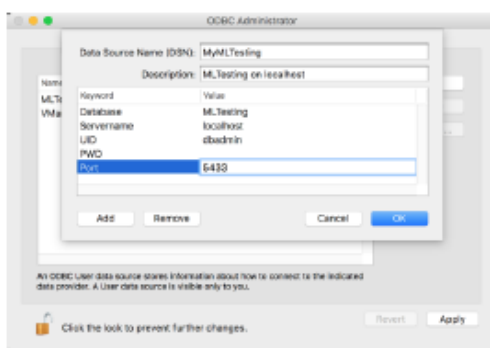 ODBC Administrator
Data Source Name (DSN): MyMLTesting
Description: MLTesting on localhost
Keyword Value
Database MLTesting
Servername localhost
UID dbadmin
PWD
Port 5433
Add Remove Cancel OK
An ODBC User data source stores information about how to connect to the indicated
data provider. A User data source is visible only to you.
Click the lock to prevent further changes.
Revert Apply